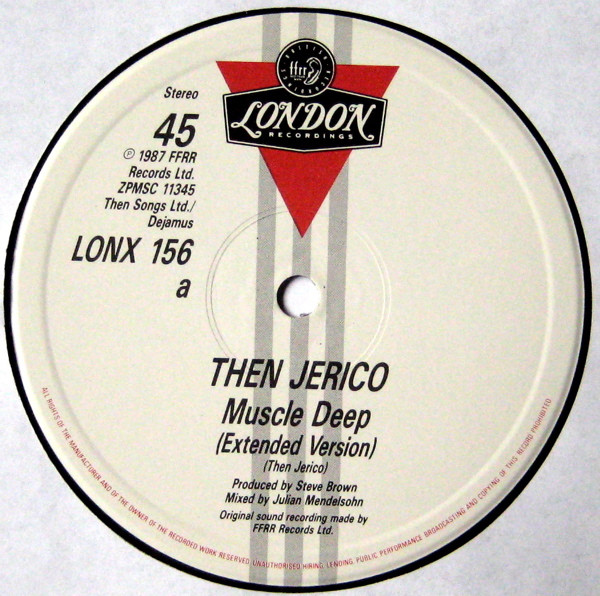 ffrr
LONDON
RECORDINGS
Stereo
45
℗ 1987 FFRR
Records Ltd.
ZPMSC 11345
Then Songs Ltd./
Dejamus
LONX 156
a
THEN JERICO
Muscle Deep
(Extended Version)
(Then Jerico)
Produced by Steve Brown
Mixed by Julian Mendelsohn
Original sound recording made by
FFRR Records Ltd.
ALL RIGHTS OF THE MANUFACTURER AND OF THE OWNER OF THE RECORDED WORK RESERVED. UNAUTHORISED HIRING, LENDING, PUBLIC PERFORMANCE, BROADCASTING AND COPYING OF THIS RECORD PROHIBITED